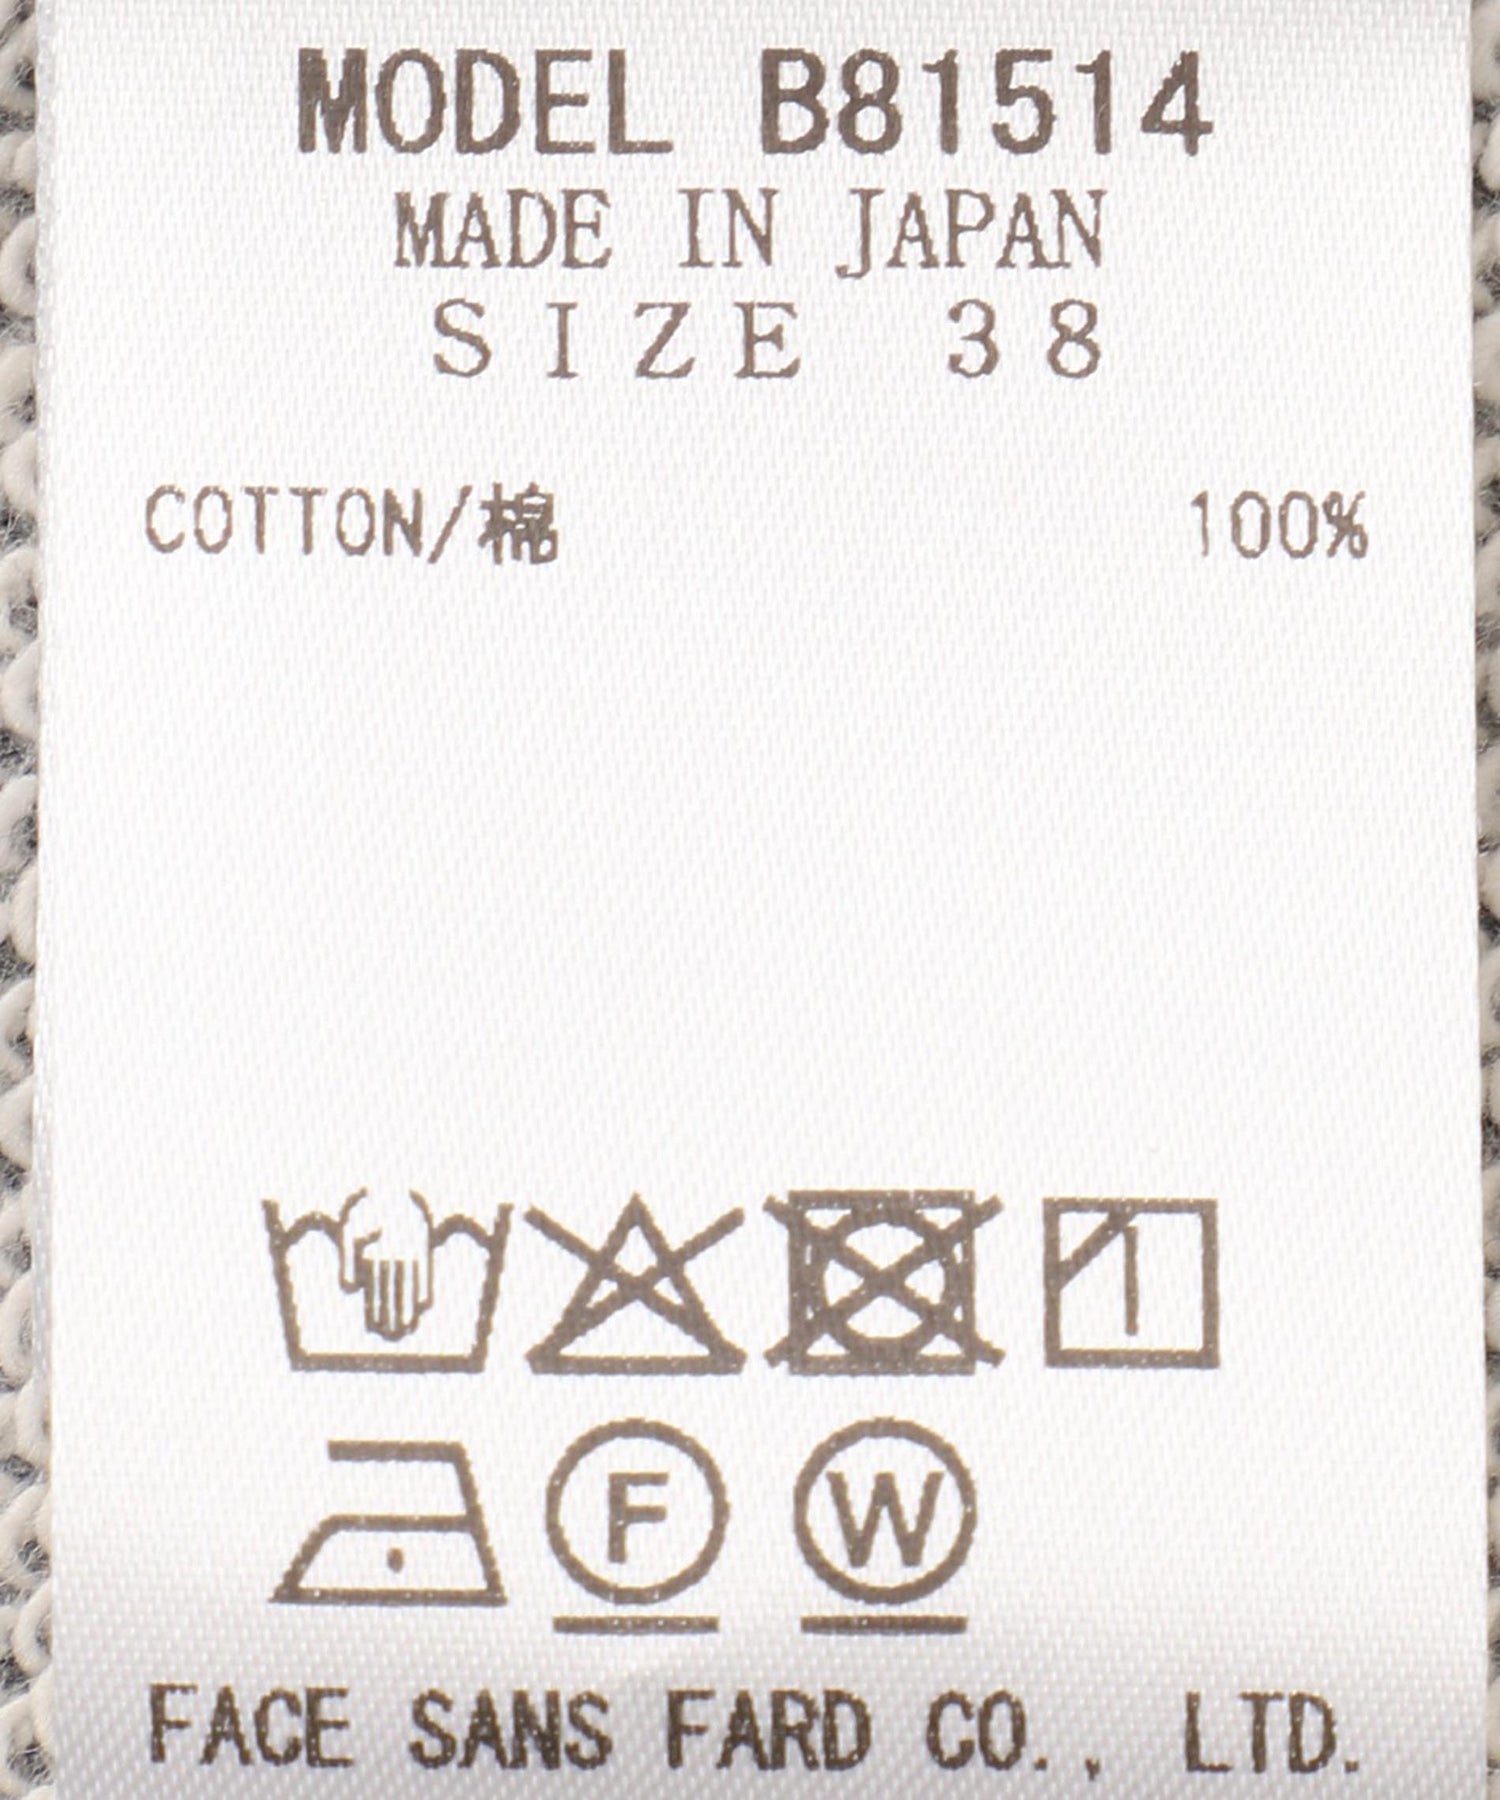 MODEL B81514
MADE IN JAPAN
SIZE 38
COTTON/棉 100%
F W
FACE SANS FARD CO., LTD.